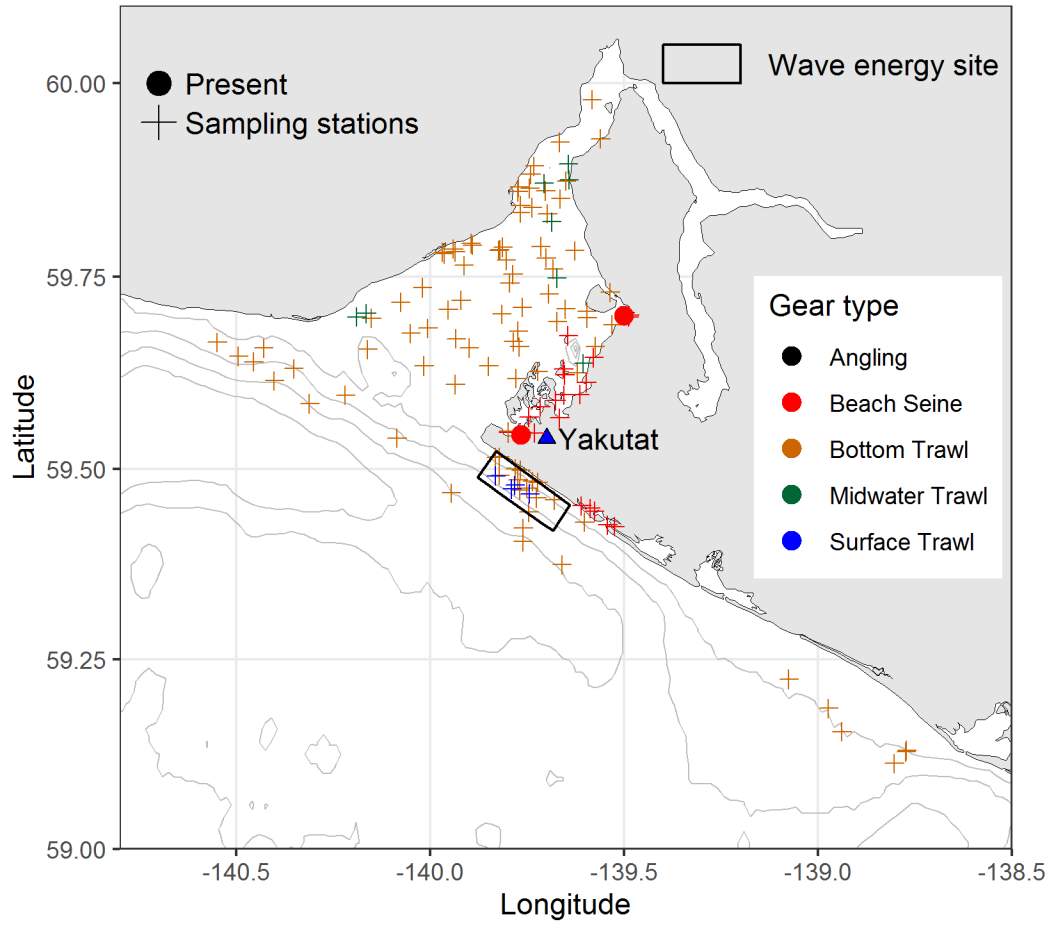 60.00
59.75
59.50
59.25
59.00
Latitude
Present
Sampling stations
Wave energy site
Yakutat
Gear type
Angling
Beach Seine
Bottom Trawl
Midwater Trawl
Surface Trawl
-140.5
-140.0
-139.5
-139.0
-138.5
Longitude